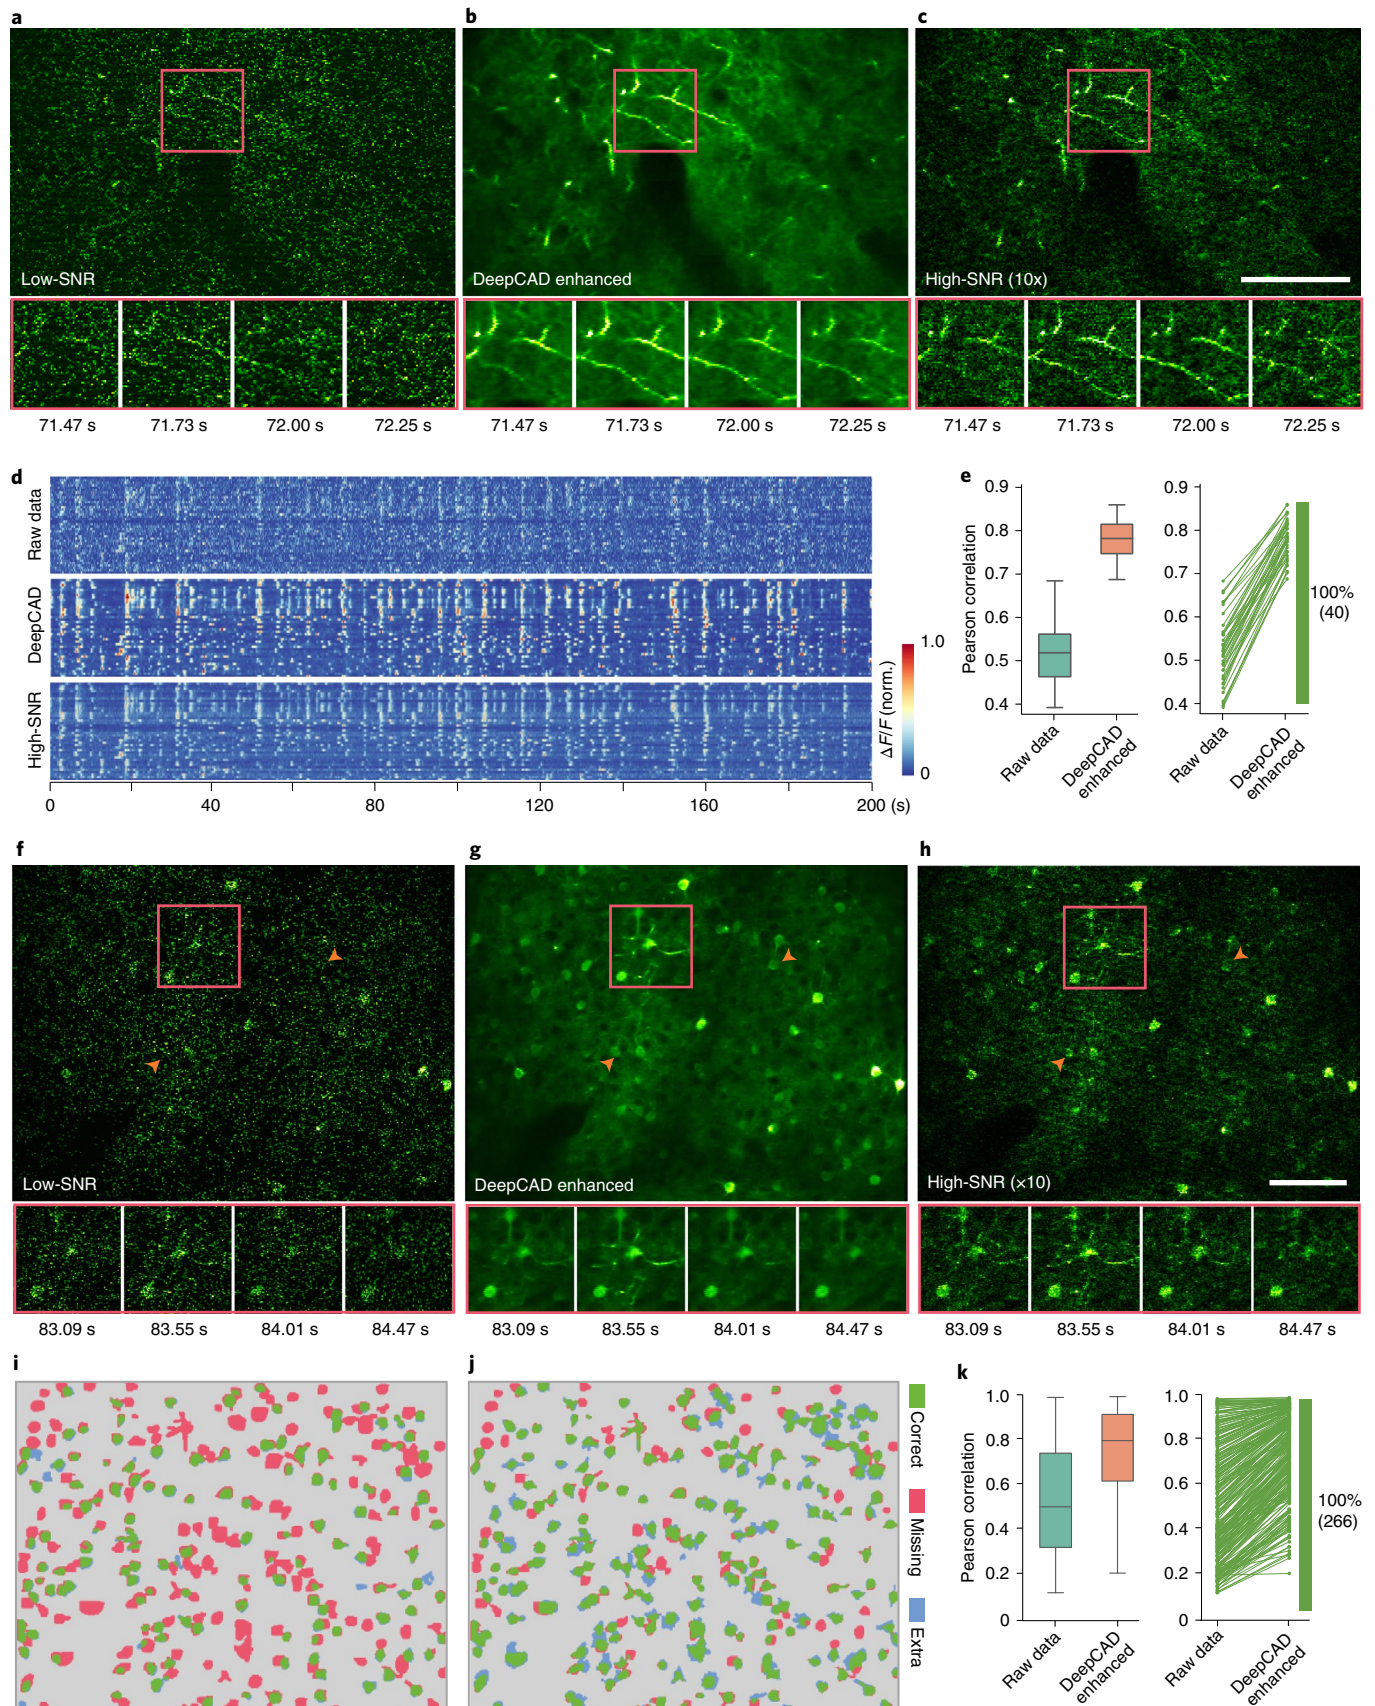 a
b
c
Low-SNR
DeepCAD enhanced
High-SNR (10x)
71.47 s 71.73 s 72.00 s 72.25 s
71.47 s 71.73 s 72.00 s 72.25 s
71.47 s 71.73 s 72.00 s 72.25 s
d
Raw data
DeepCAD
High-SNR
0 40 80 120 160 200 (s)
1.0
0
ΔF/F (norm.)
e
Pearson correlation
0.9
0.8
0.7
0.6
0.5
0.4
Raw data
DeepCAD enhanced
0.9
0.8
0.7
0.6
0.5
0.4
Raw data
DeepCAD enhanced
100%
(40)
f
g
h
Low-SNR
DeepCAD enhanced
High-SNR (×10)
83.09 s 83.55 s 84.01 s 84.47 s
83.09 s 83.55 s 84.01 s 84.47 s
83.09 s 83.55 s 84.01 s 84.47 s
i
j
Correct
Missing
Extra
k
Pearson correlation
1.0
0.8
0.6
0.4
0.2
0
Raw data
DeepCAD enhanced
1.0
0.8
0.6
0.4
0.2
0
Raw data
DeepCAD enhanced
100%
(266)